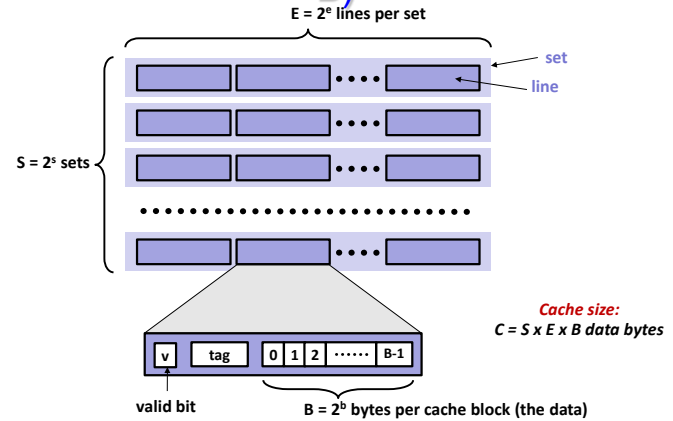 E = 2ᵉ lines per set
set
line
S = 2ˢ sets
Cache size:
C = S x E x B data bytes
v tag 0 1 2 ...... B-1
valid bit
B = 2ᵇ bytes per cache block (the data)